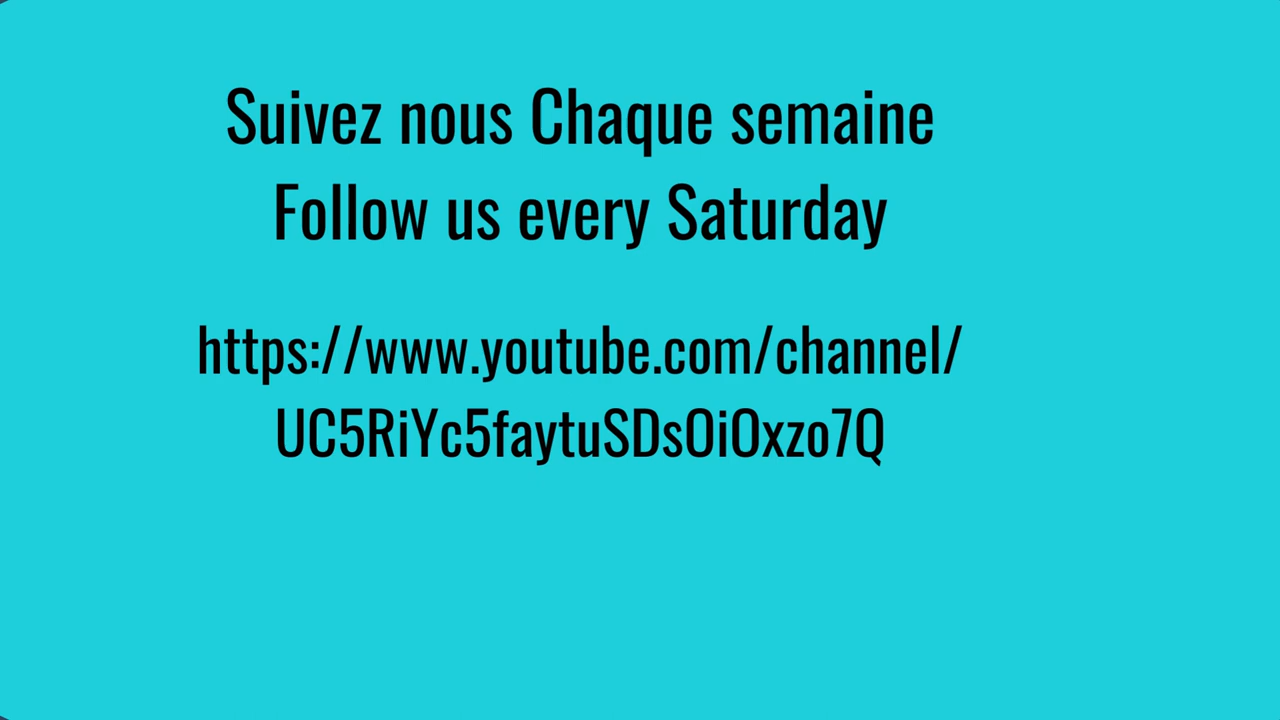 Suivez nous Chaque semaine
Follow us every Saturday
https://www.youtube.com/channel/
UC5RiYc5faytuSDsOiOxzo7Q